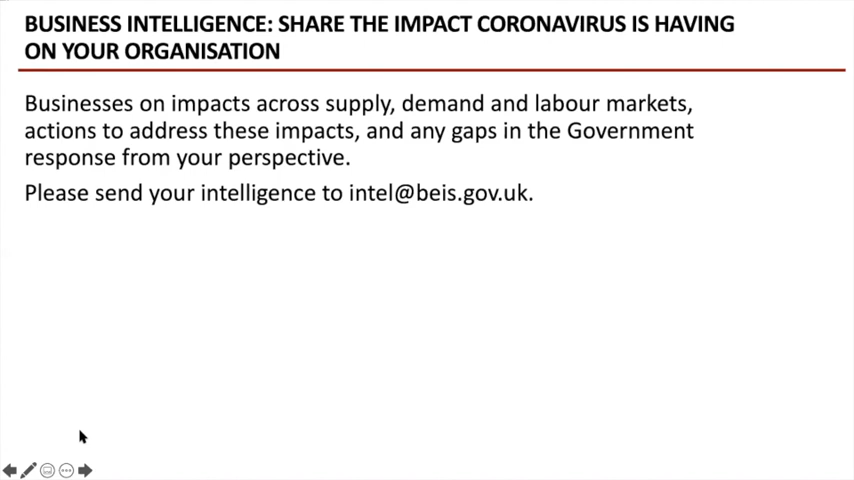 BUSINESS INTELLIGENCE: SHARE THE IMPACT CORONAVIRUS IS HAVING
ON YOUR ORGANISATION
Businesses on impacts across supply, demand and labour markets,
actions to address these impacts, and any gaps in the Government
response from your perspective.
Please send your intelligence to intel@beis.gov.uk.